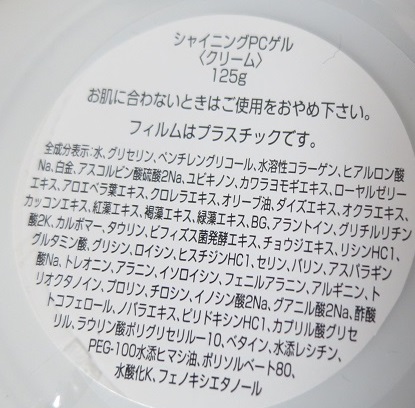 シャイニングPCゲル
〈クリーム〉
125g
お肌に合わないときはご使用をおやめ下さい。
フィルムはプラスチックです。
全成分表示：水、グリセリン、ペンチレングリコール、水溶性コラーゲン、ヒアルロン酸
Na、白金、アスコルビン酸硫酸2Na、ユビキノン、カワラヨモギエキス、ローヤルゼリー
エキス、アロエベラ葉エキス、クロレラエキス、オリーブ油、ダイズエキス、オクラエキス、
カッコンエキス、紅藻エキス、褐藻エキス、緑藻エキス、BG、アラントイン、グリチルリチン
酸2K、カルボマー、タウリン、ビフィズス菌発酵エキス、チョウジエキス、リシンHC1、
グルタミン酸、グリシン、ロイシン、ヒスチジンHC1、セリン、バリン、アスパラギン
酸Na、トレオニン、アラニン、イソロイシン、フェニルアラニン、アルギニン、ト
リオクタノイン、プロリン、チロシン、イノシン酸2Na、グアニル酸2Na、酢酸
トコフェロール、ノバラエキス、ピリドキシンHC1、カプリル酸グリセ
リル、ラウリン酸ポリグリセリル-10、ベタイン、水添レシチン、
PEG-100水添ヒマシ油、ポリソルベート80、
水酸化K、フェノキシエタノール